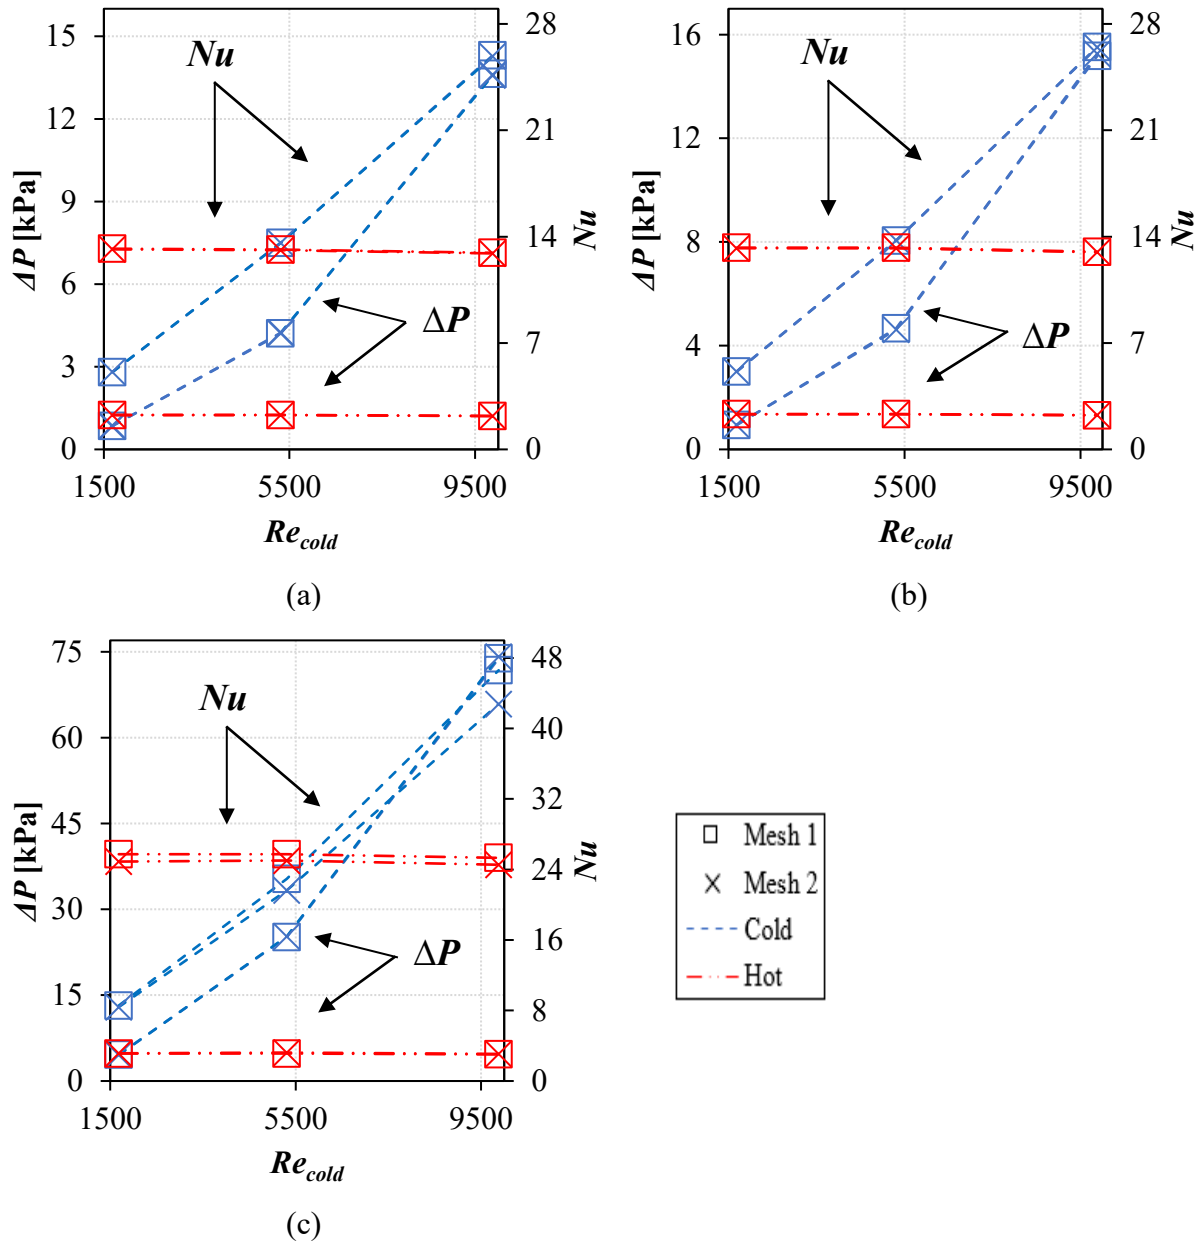 15
12
9
6
3
0
ΔP [kPa]
28
21
14
7
0
Nu
Nu
ΔP
1500
5500
9500
Re_cold
(a)
16
12
8
4
0
ΔP [kPa]
28
21
14
7
0
Nu
Nu
ΔP
1500
5500
9500
Re_cold
(b)
75
60
45
30
15
0
ΔP [kPa]
48
40
32
24
16
8
0
Nu
Nu
ΔP
1500
5500
9500
Re_cold
(c)
Mesh 1
Mesh 2
Cold
Hot